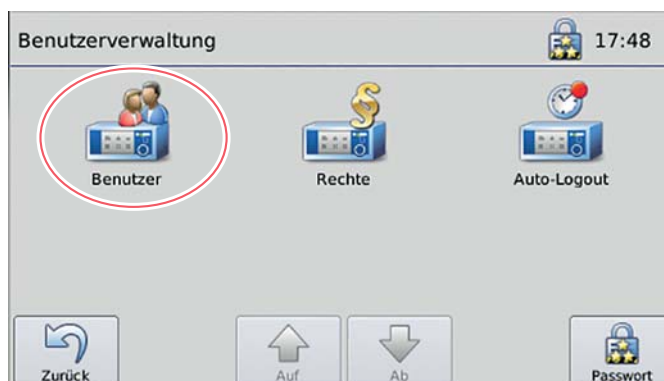 Benutzerverwaltung
17:48
Benutzer
Rechte
Auto-Logout
Zurück
Auf
Ab
Passwort